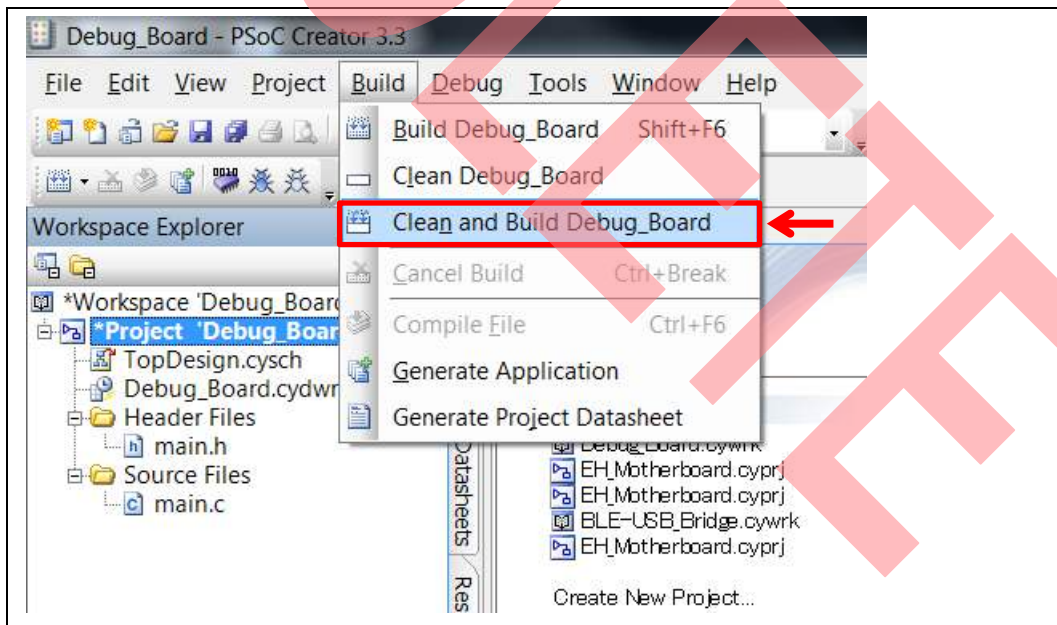 Debug_Board - PSoC Creator 3.3
File Edit View Project Build Debug Tools Window Help
Build Debug_Board Shift+F6
Clean Debug_Board
Clean and Build Debug_Board
Cancel Build Ctrl+Break
Compile File Ctrl+F6
Generate Application
Generate Project Datasheet
Workspace Explorer
*Workspace 'Debug_Board
*Project 'Debug_Boar
TopDesign.cysch
Debug_Board.cydwr
Header Files
main.h
Source Files
main.c
Datasheets
Res
Debug_Board.cywrk
EH_Motherboard.cyprj
EH_Motherboard.cyprj
BLE-USB_Bridge.cywrk
EH_Motherboard.cyprj
Create New Project...